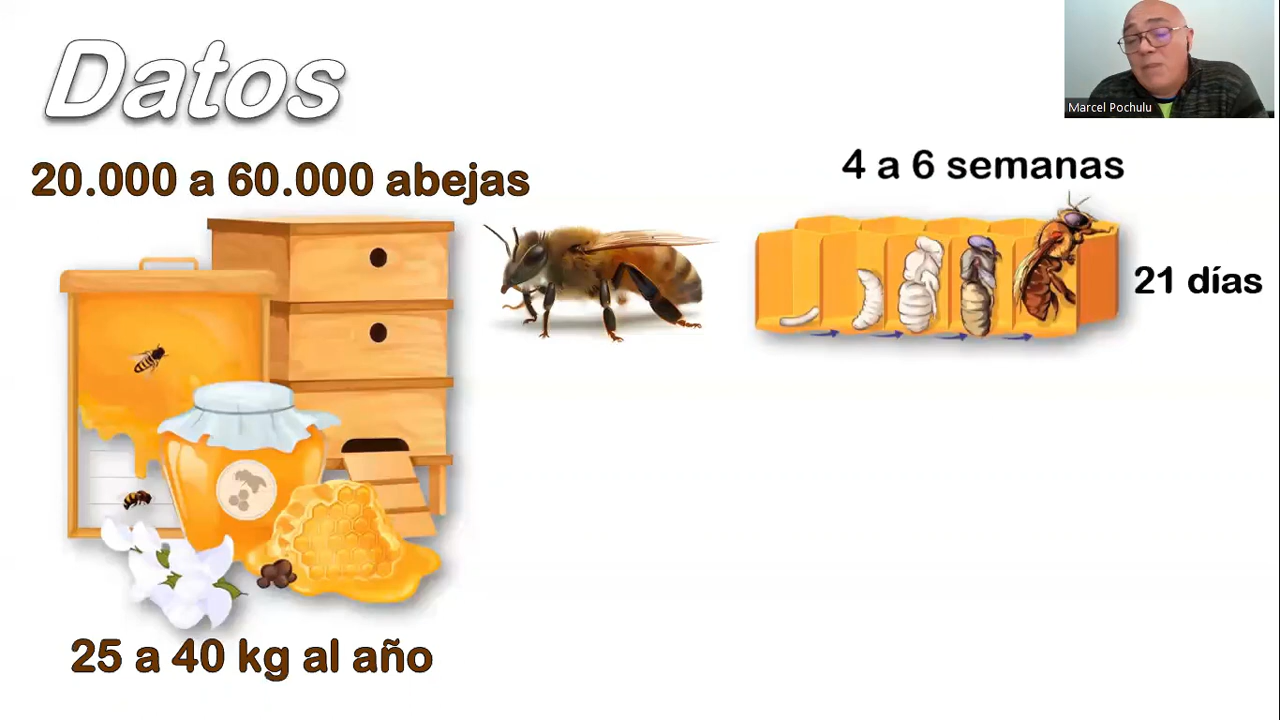 Datos
Marcel Pochulu
20.000 a 60.000 abejas
4 a 6 semanas
21 días
25 a 40 kg al año